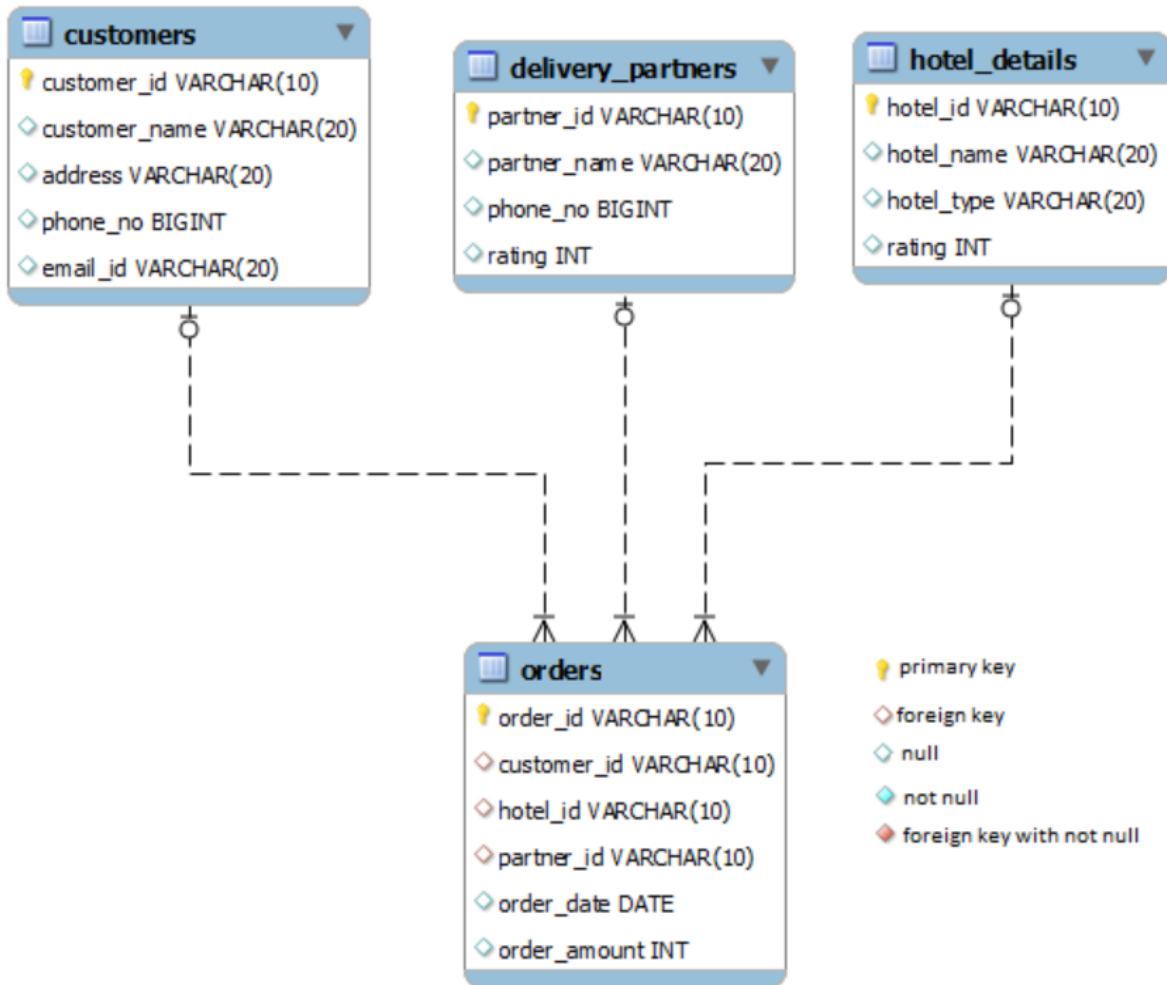 customers
customer_id VARCHAR(10)
customer_name VARCHAR(20)
address VARCHAR(20)
phone_no BIGINT
email_id VARCHAR(20)
delivery_partners
partner_id VARCHAR(10)
partner_name VARCHAR(20)
phone_no BIGINT
rating INT
hotel_details
hotel_id VARCHAR(10)
hotel_name VARCHAR(20)
hotel_type VARCHAR(20)
rating INT
orders
order_id VARCHAR(10)
customer_id VARCHAR(10)
hotel_id VARCHAR(10)
partner_id VARCHAR(10)
order_date DATE
order_amount INT
primary key
foreign key
null
not null
foreign key with not null